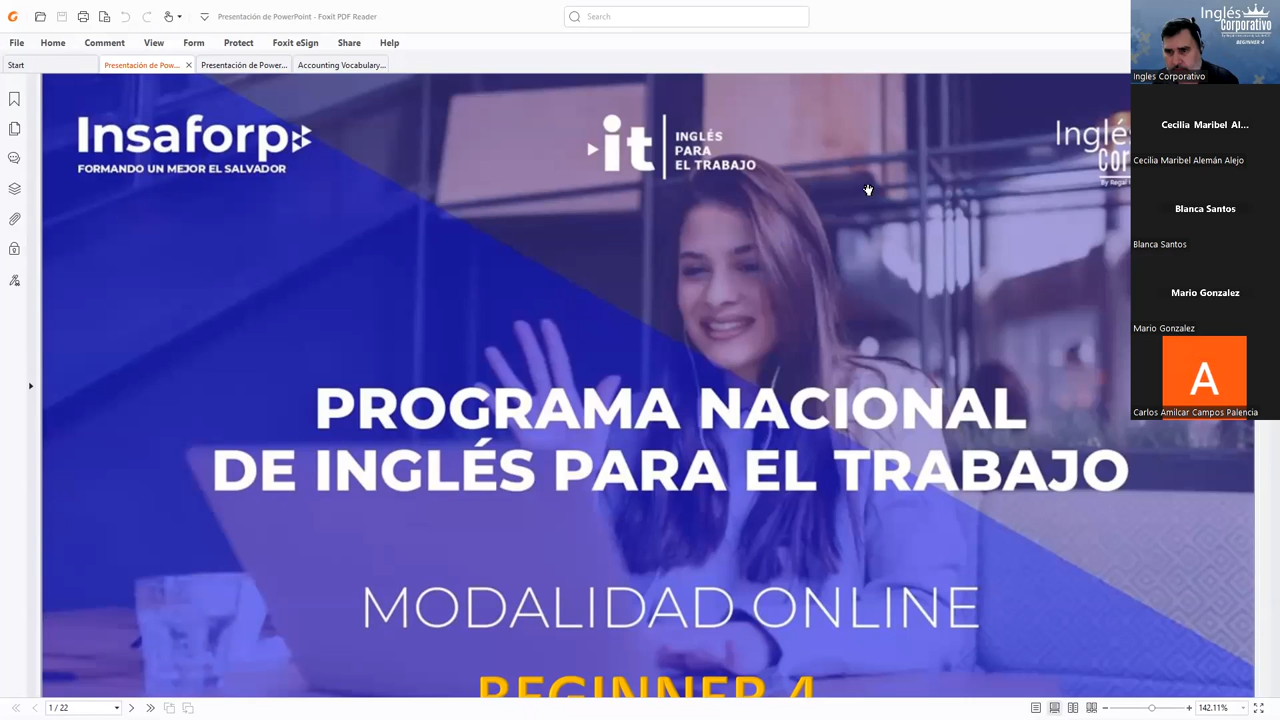 Presentación de PowerPoint - Foxit PDF Reader
Search
File Home Comment View Form Protect Foxit eSign Share Help
Start
Presentación de Pow...
Presentación de Power...
Accounting Vocabulary...
Insaforp
FORMANDO UN MEJOR EL SALVADOR
it
INGLÉS
PARA
EL TRABAJO
Inglés
PROGRAMA NACIONAL
DE INGLÉS PARA EL TRABAJO
MODALIDAD ONLINE
BEGINNER 4
Inglés
Corporativo
BEGINNER 4
Ingles Corporativo
Cecilia Maribel Al...
Cecilia Maribel Alemán Alejo
Blanca Santos
Blanca Santos
Mario Gonzalez
Mario Gonzalez
A
Carlos Amilcar Campos Palencia
1 / 22
142.11%